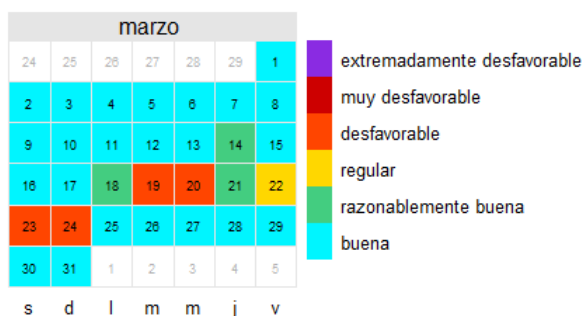 marzo
24 25 26 27 28 29 1
2 3 4 5 6 7 8
9 10 11 12 13 14 15
16 17 18 19 20 21 22
23 24 25 26 27 28 29
30 31 1 2 3 4 5
s d l m m j v
extremadamente desfavorable
muy desfavorable
desfavorable
regular
razonablemente buena
buena